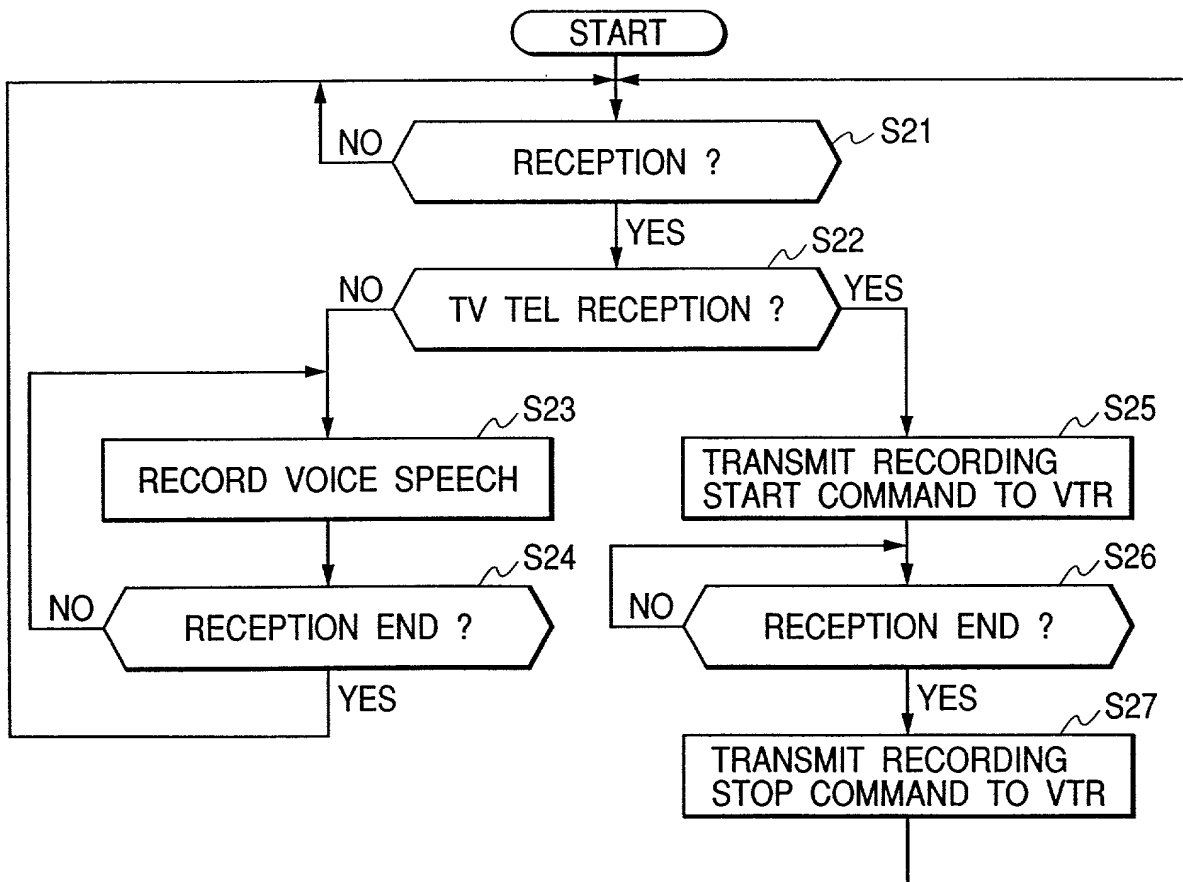 START
NO
RECEPTION ?
S21
YES
S22
NO
TV TEL RECEPTION ?
YES
S23
RECORD VOICE SPEECH
S25
TRANSMIT RECORDING
START COMMAND TO VTR
S24
NO
RECEPTION END ?
YES
S26
NO
RECEPTION END ?
YES
S27
TRANSMIT RECORDING
STOP COMMAND TO VTR